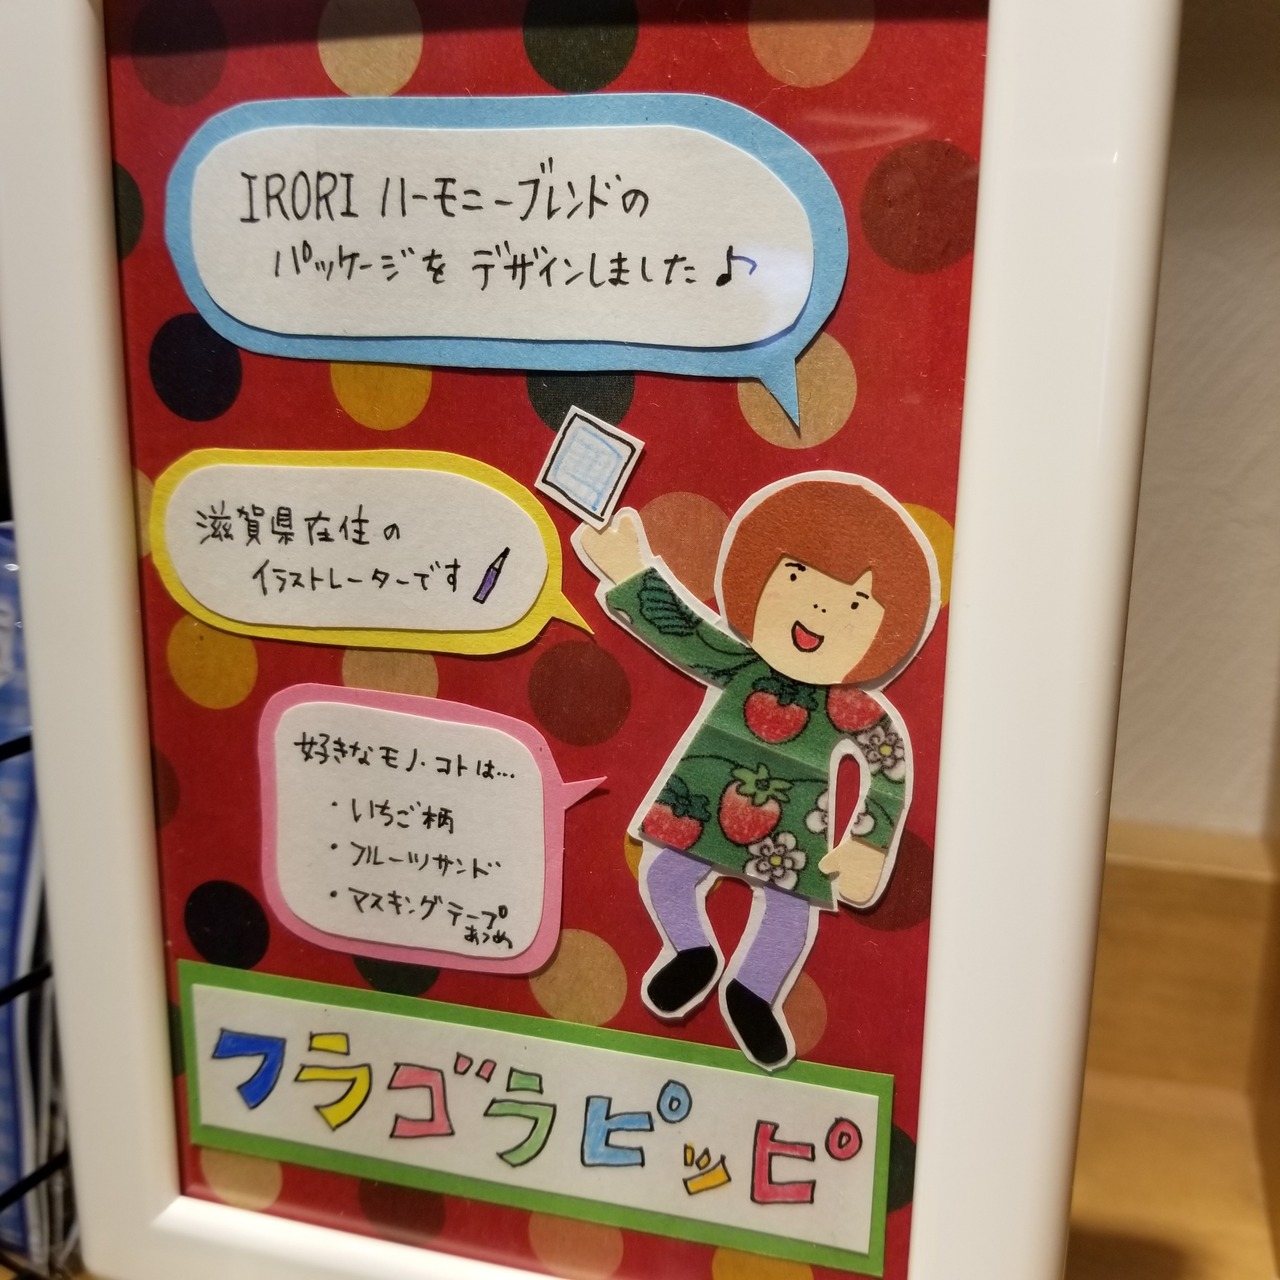 IRORI ハーモニーブレンドの
パッケージを デザインしました♪
滋賀県在住の
イラストレーターです
好きなモノ・コトは…
・いちご柄
・フルーツサンド
・マスキングテープ
あつめ
フラゴラピッピ